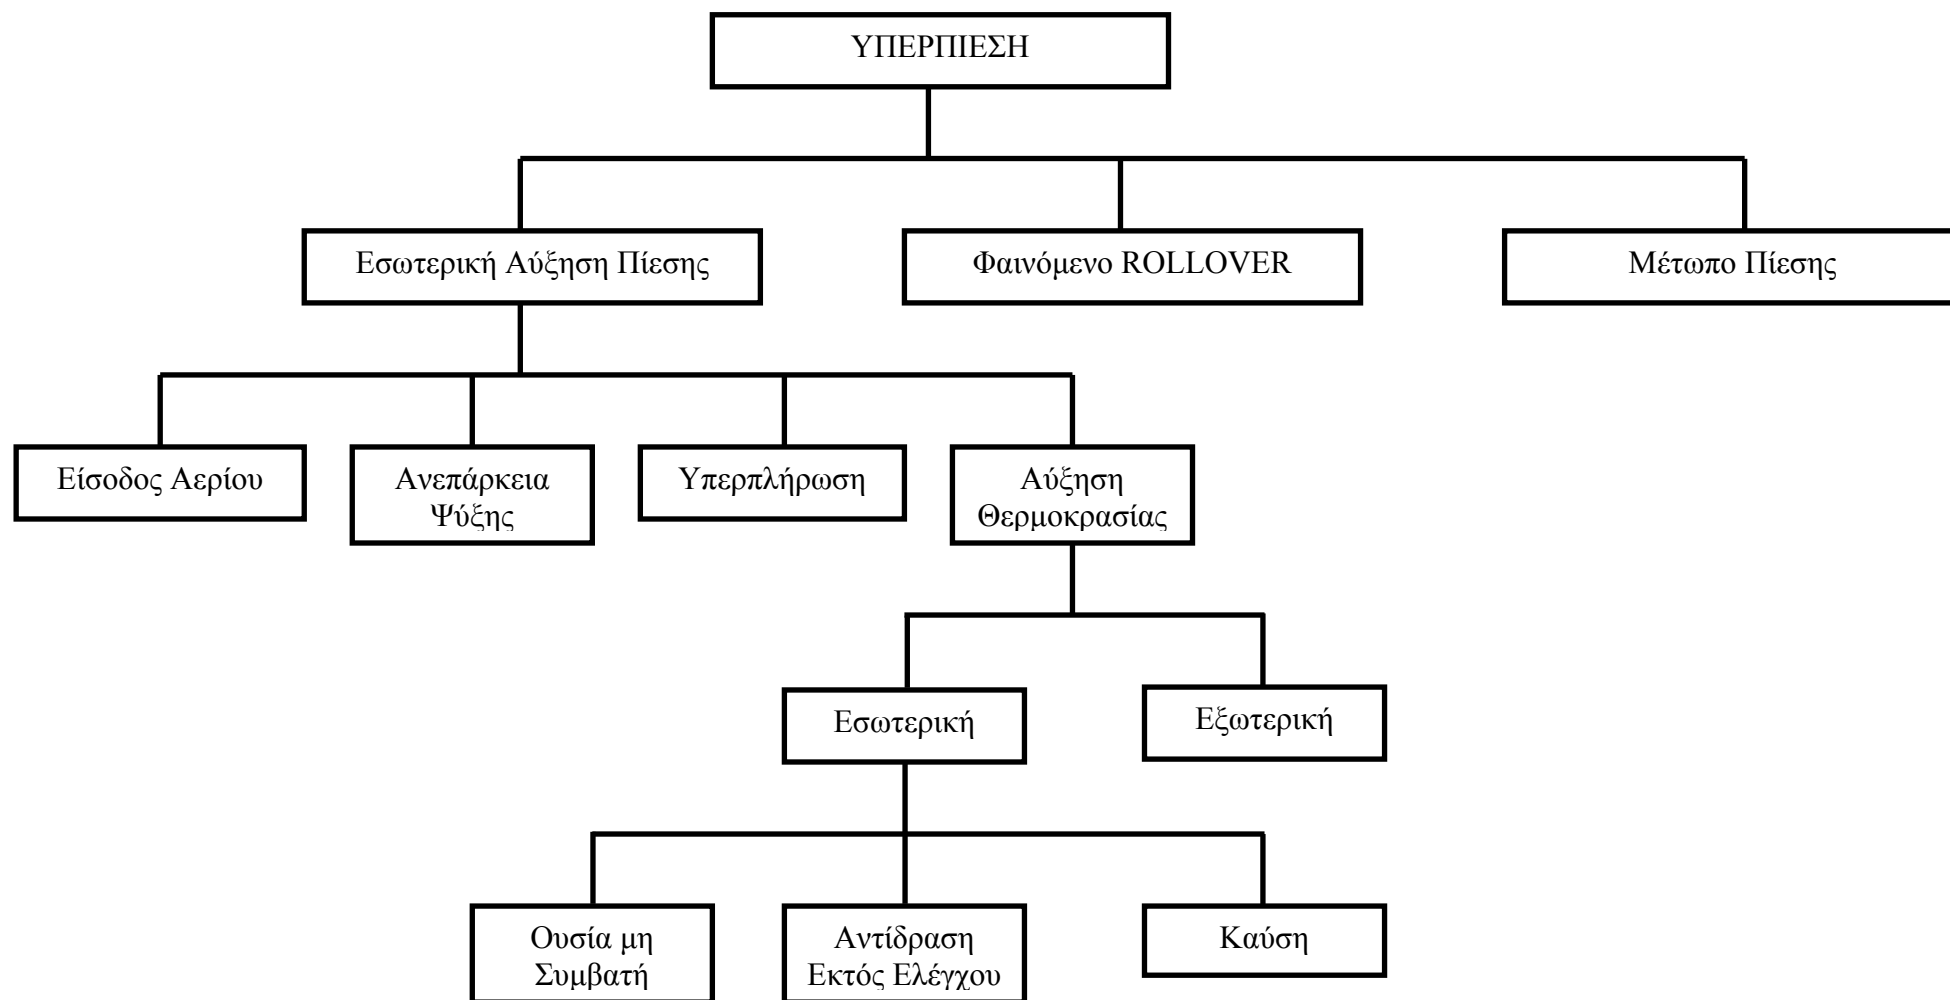 ΥΠΕΡΠΙΕΣΗ
Εσωτερική Αύξηση Πίεσης
Φαινόμενο ROLLOVER
Μέτωπο Πίεσης
Είσοδος Αερίου
Ανεπάρκεια
Ψύξης
Υπερπλήρωση
Αύξηση
Θερμοκρασίας
Εσωτερική
Εξωτερική
Ουσία μη
Συμβατή
Αντίδραση
Εκτός Ελέγχου
Καύση